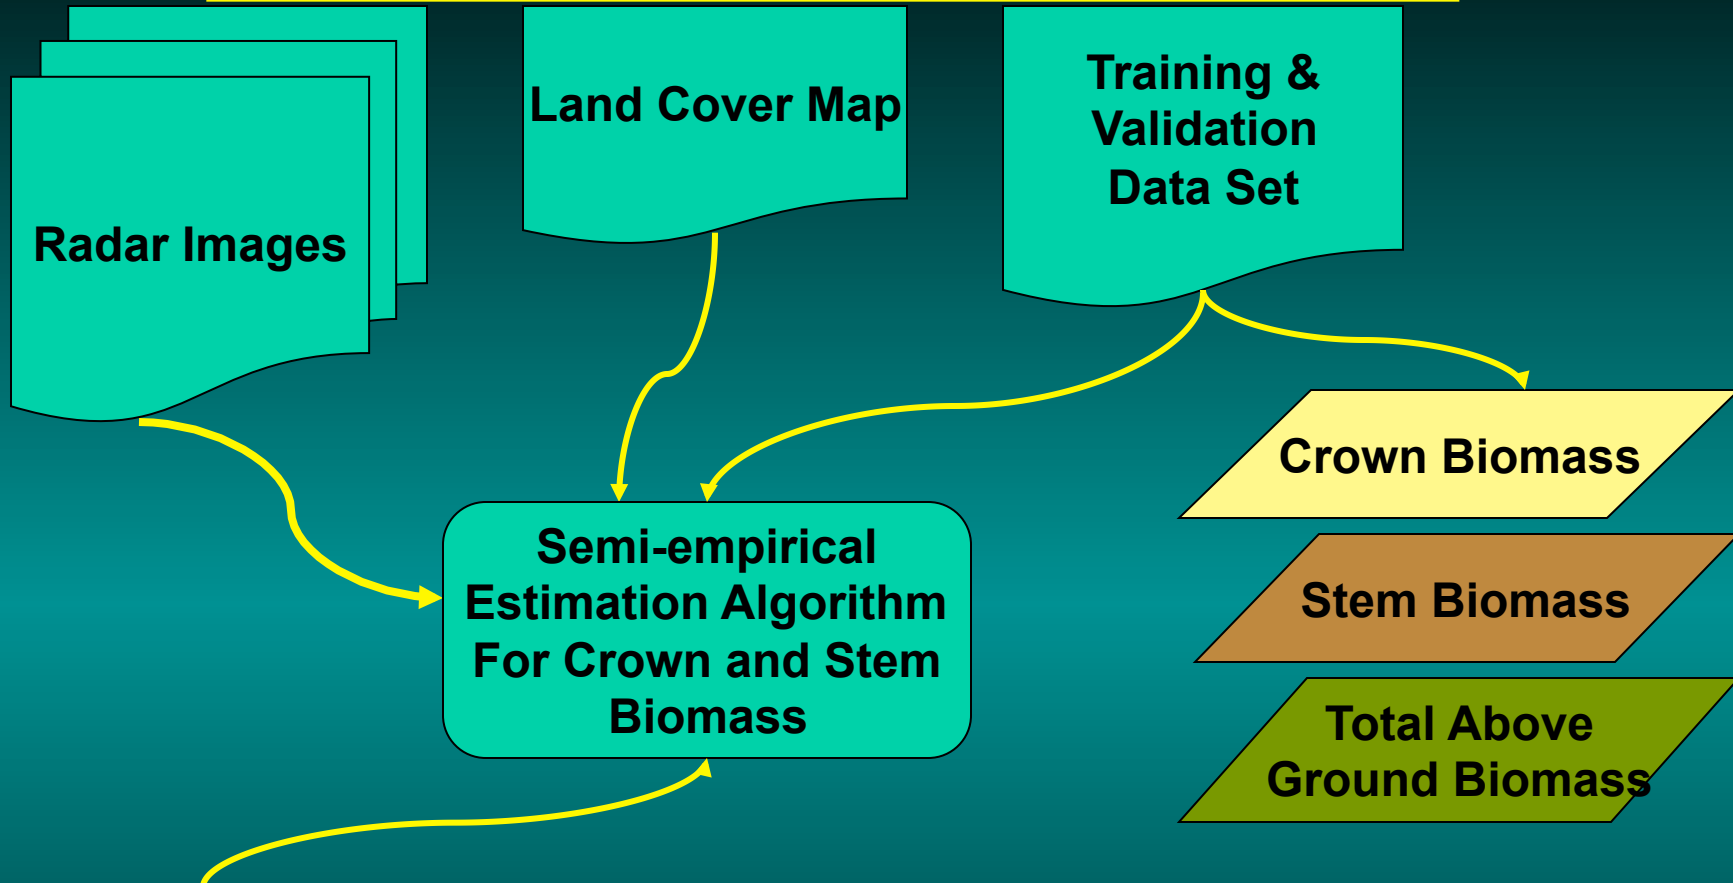 Radar Images
Land Cover Map
Training &
Validation
Data Set
Semi-empirical
Estimation Algorithm
For Crown and Stem
Biomass
Crown Biomass
Stem Biomass
Total Above
Ground Biomass